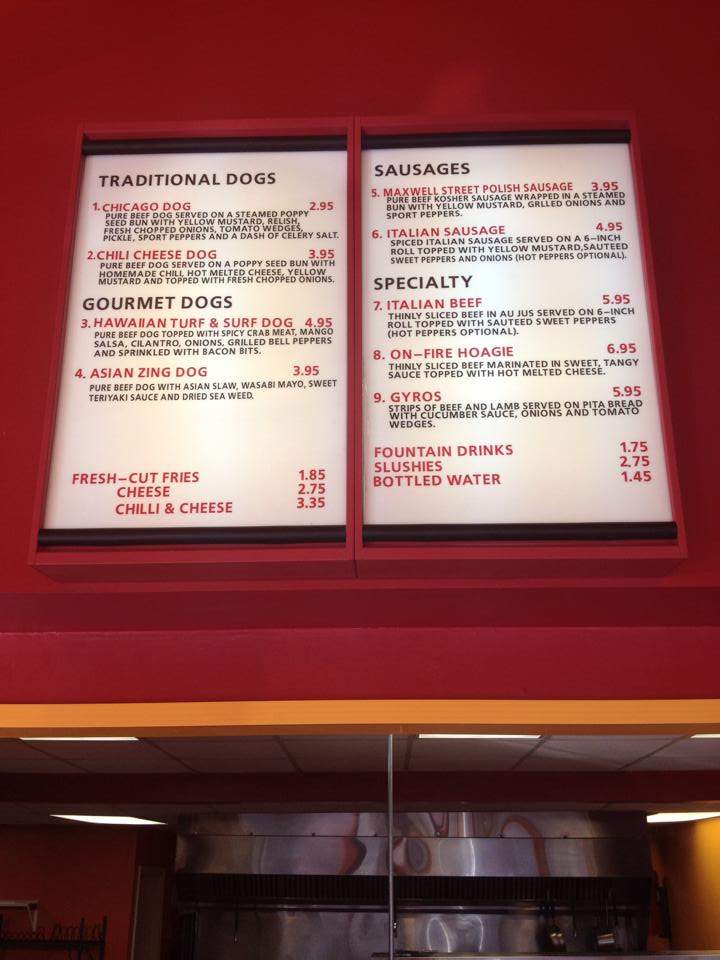 TRADITIONAL DOGS
1. CHICAGO DOG 2.95
PURE BEEF DOG SERVED ON A STEAMED POPPY
SEED BUN WITH YELLOW MUSTARD, RELISH,
FRESH CHOPPED ONIONS, TOMATO WEDGES,
PICKLE, SPORT PEPPERS AND A DASH OF CELERY SALT.
2. CHILI CHEESE DOG 3.95
PURE BEEF DOG SERVED ON A POPPY SEED BUN WITH
HOMEMADE CHILI, HOT MELTED CHEESE, YELLOW
MUSTARD AND TOPPED WITH FRESH CHOPPED ONIONS.
GOURMET DOGS
3. HAWAIIAN TURF & SURF DOG 4.95
PURE BEEF DOG TOPPED WITH SPICY CRAB MEAT, MANGO
SALSA, CILANTRO, ONIONS, GRILLED BELL PEPPERS
AND SPRINKLED WITH BACON BITS.
4. ASIAN ZING DOG 3.95
PURE BEEF DOG WITH ASIAN SLAW, WASABI MAYO, SWEET
TERIYAKI SAUCE AND DRIED SEA WEED.
FRESH-CUT FRIES 1.85
CHEESE 2.75
CHILLI & CHEESE 3.35
SAUSAGES
5. MAXWELL STREET POLISH SAUSAGE 3.95
PURE BEEF KOSHER SAUSAGE WRAPPED IN A STEAMED
BUN WITH YELLOW MUSTARD, GRLLED ONIONS AND
SPORT PEPPERS.
6. ITALIAN SAUSAGE 4.95
SPICED ITALIAN SAUSAGE SERVED ON A 6-INCH
ROLL TOPPED WITH YELLOW MUSTARD,SAUTEED
SWEET PEPPERS AND ONIONS (HOT PEPPERS OPTIONAL).
SPECIALTY
7. ITALIAN BEEF 5.95
THINLY SLICED BEEF IN AU JUS SERVED ON 6-INCH
ROLL TOPPED WITH SAUTEED SWEET PEPPERS
(HOT PEPPERS OPTIONAL).
8. ON-FIRE HOAGIE 6.95
THINLY SLICED BEEF MARINATED IN SWEET, TANGY
SAUCE TOPPED WITH HOT MELTED CHEESE.
9. GYROS 5.95
STRIPS OF BEEF AND LAMB SERVED ON PITA BREAD
WITH CUCUMBER SAUCE, ONIONS AND TOMATO
WEDGES.
FOUNTAIN DRINKS 1.75
SLUSHIES 2.75
BOTTLED WATER 1.45